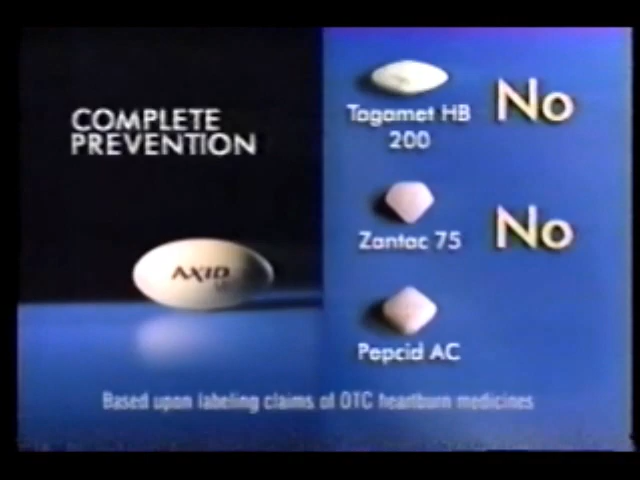 COMPLETE
PREVENTION
AXID
Tagamet HB
200
No
Zantac 75
No
Pepcid AC
Based upon labeling claims of OTC heartburn medicines